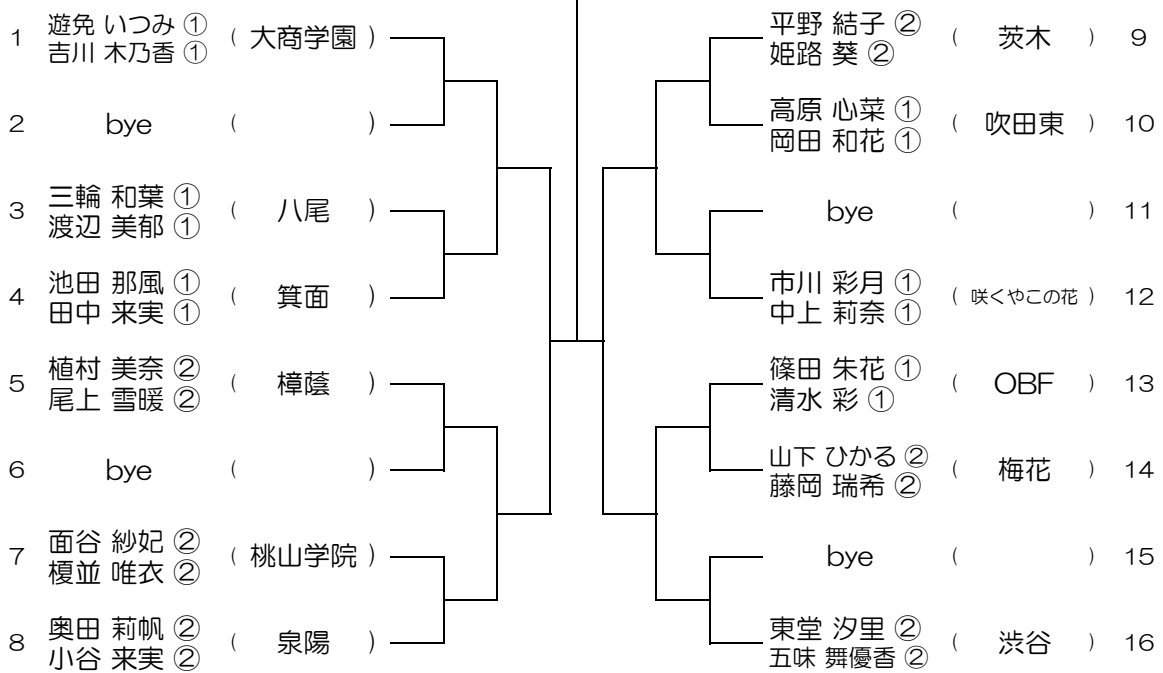 1 遊免 いつみ ① ( 大商学園 )
吉川 木乃香 ①
2 bye ( )
3 三輪 和葉 ① ( 八尾 )
渡辺 美郁 ①
4 池田 那風 ① ( 箕面 )
田中 来実 ①
5 植村 美奈 ② ( 樟蔭 )
尾上 雪暖 ②
6 bye ( )
7 面谷 紗妃 ② ( 桃山学院 )
榎並 唯衣 ②
8 奥田 莉帆 ② ( 泉陽 )
小谷 来実 ②
平野 結子 ② ( 茨木 ) 9
姫路 葵 ②
高原 心菜 ① ( 吹田東 ) 10
岡田 和花 ①
bye ( ) 11
市川 彩月 ① ( 咲くやこの花 ) 12
中上 莉奈 ①
篠田 朱花 ① ( OBF ) 13
清水 彩 ①
山下 ひかる ② ( 梅花 ) 14
藤岡 瑞希 ②
bye ( ) 15
東堂 汐里 ② ( 渋谷 ) 16
五味 舞優香 ②